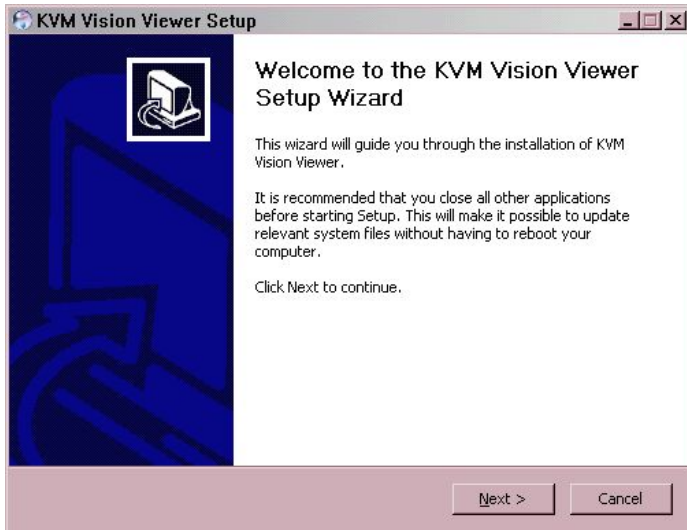 KVM Vision Viewer Setup
Welcome to the KVM Vision Viewer
Setup Wizard
This wizard will guide you through the installation of KVM
Vision Viewer.
It is recommended that you close all other applications
before starting Setup. This will make it possible to update
relevant system files without having to reboot your
computer.
Click Next to continue.
Next >
Cancel